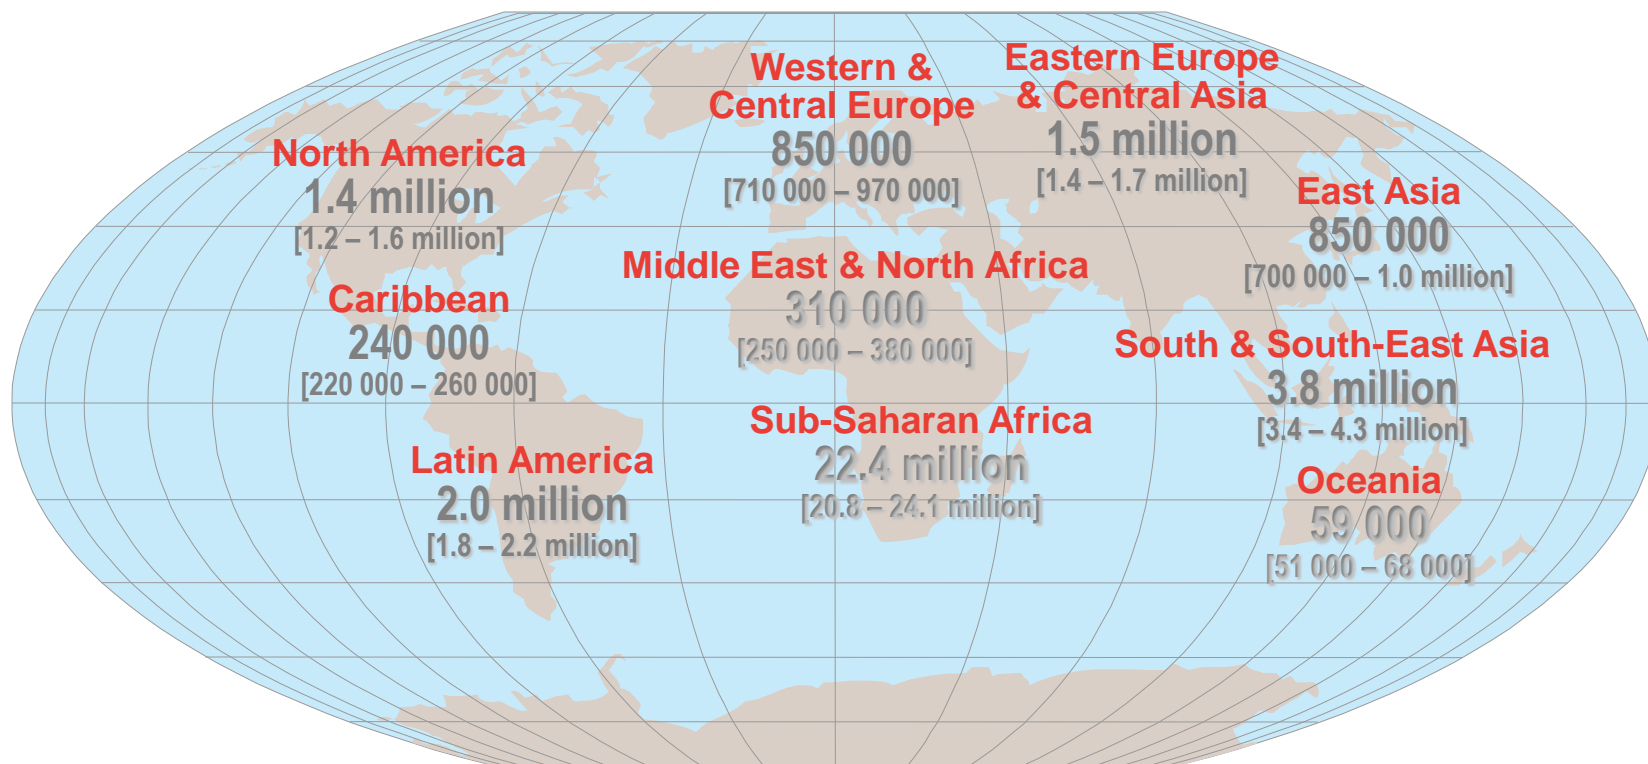 Western &
Central Europe
850 000
[710 000 – 970 000]
Eastern Europe
& Central Asia
1.5 million
[1.4 – 1.7 million]
North America
1.4 million
[1.2 – 1.6 million]
East Asia
850 000
[700 000 – 1.0 million]
Middle East & North Africa
310 000
[250 000 – 380 000]
Caribbean
240 000
[220 000 – 260 000]
South & South-East Asia
3.8 million
[3.4 – 4.3 million]
Sub-Saharan Africa
22.4 million
[20.8 – 24.1 million]
Latin America
2.0 million
[1.8 – 2.2 million]
Oceania
59 000
[51 000 – 68 000]